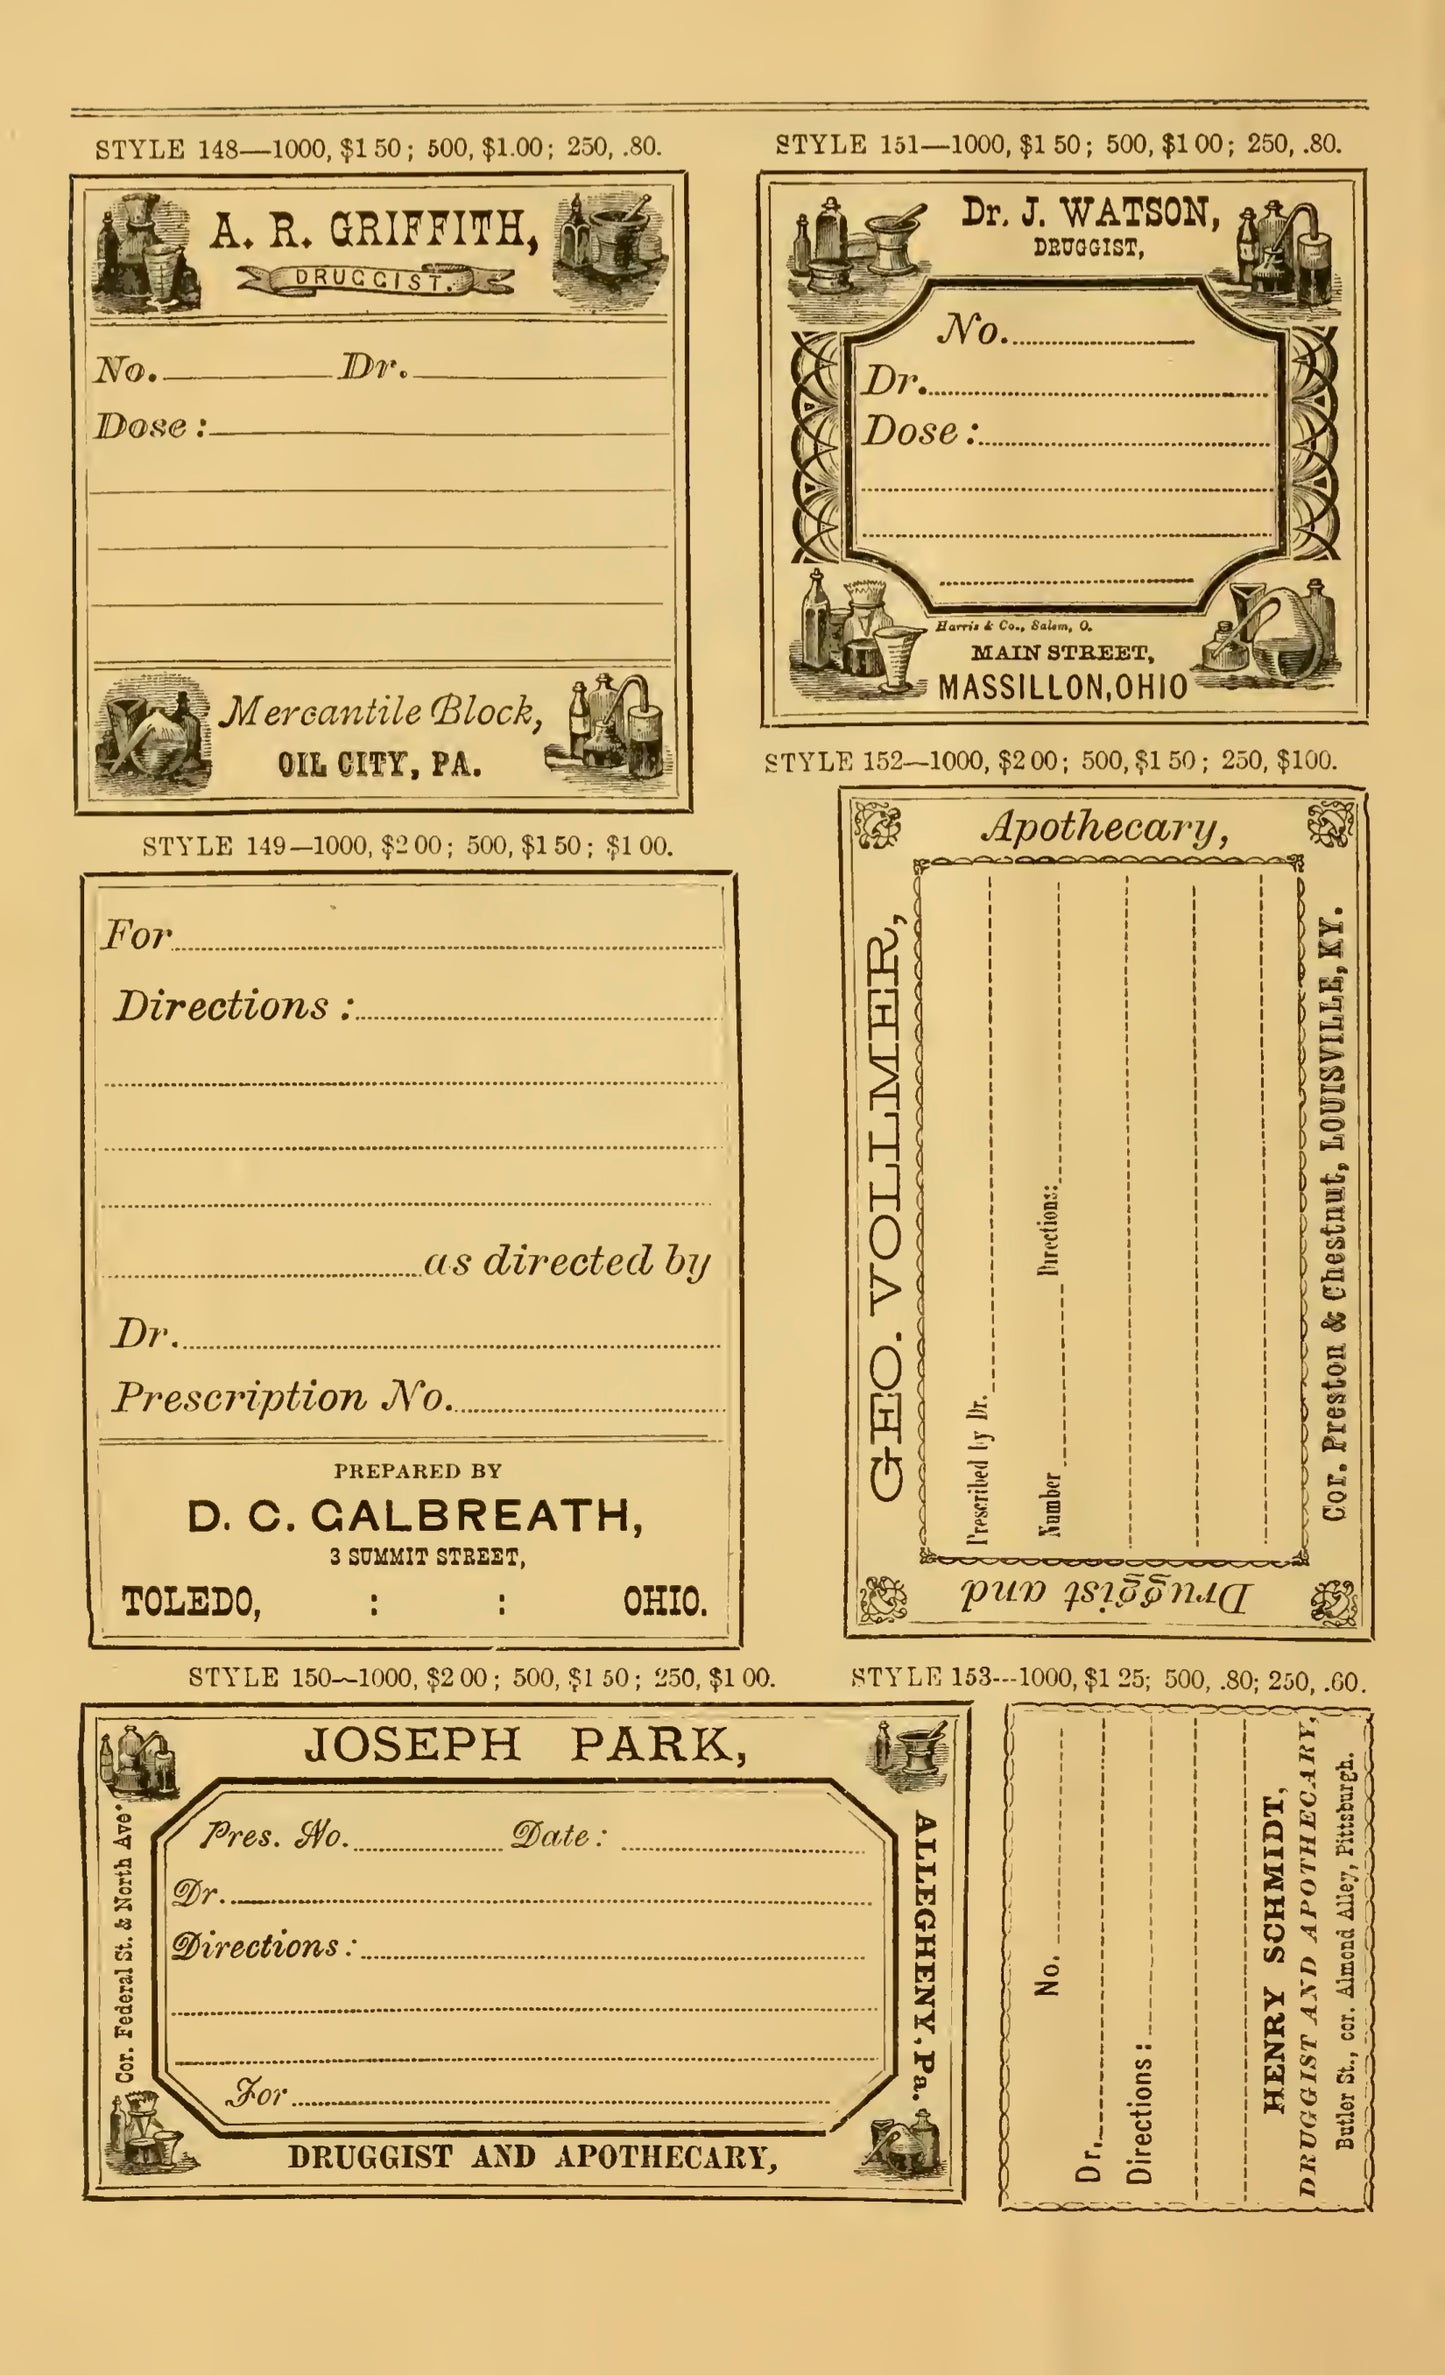 STYLE 148—1000, $1 50; 500, $1.00; 250, .80.
A. R. GRIFFITH,
DRUGGIST.
No. Dr.
Dose:
Mercantile Block,
OIL CITY, PA.
STYLE 149—1000, $2 00; 500, $1 50; $1 00.
For
Directions:
as directed by
Dr.
Prescription No.
PREPARED BY
D. C. GALBREATH,
3 SUMMIT STREET,
TOLEDO, : : OHIO.
STYLE 150—1000, $2 00; 500, $1 50; 250, $1 00.
JOSEPH PARK,
Cor. Federal St. & North Ave.
Pres. No. Date:
Dr.
Directions:
For
ALLEGHENY, Pa.
DRUGGIST AND APOTHECARY,
STYLE 151—1000, $1 50; 500, $1 00; 250, .80.
Dr. J. WATSON,
DRUGGIST,
No.
Dr.
Dose:
Harris & Co., Salem, O.
MAIN STREET,
MASSILLON, OHIO
STYLE 152—1000, $2 00; 500, $1 50; 250, $100.
GEO. VOLLMER,
Druggist and
Apothecary,
Prescribed by Dr.
Number Directions:
Cor. Preston & Chestnut, LOUISVILLE, KY.
STYLE 153---1000, $1 25; 500, .80; 250, .60.
No.
Dr.
Directions:
HENRY SCHMIDT,
DRUGGIST AND APOTHECARY,
Butler St., cor. Almond Alley, Pittsburgh.